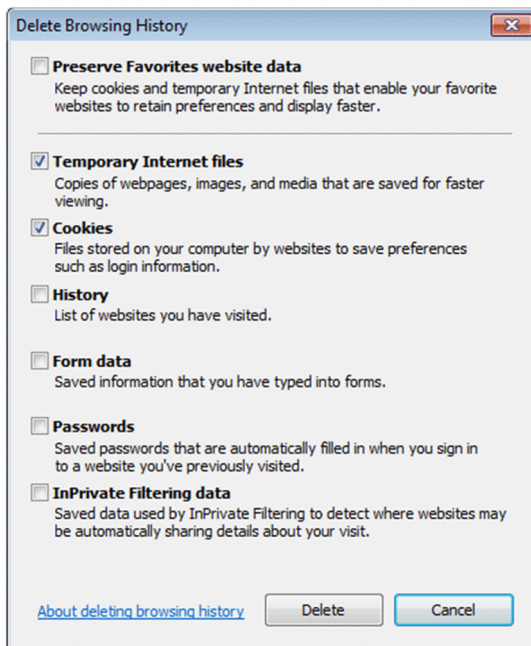 Delete Browsing History
Preserve Favorites website data
Keep cookies and temporary Internet files that enable your favorite
websites to retain preferences and display faster.
Temporary Internet files
Copies of webpages, images, and media that are saved for faster
viewing.
Cookies
Files stored on your computer by websites to save preferences
such as login information.
History
List of websites you have visited.
Form data
Saved information that you have typed into forms.
Passwords
Saved passwords that are automatically filled in when you sign in
to a website you've previously visited.
InPrivate Filtering data
Saved data used by InPrivate Filtering to detect where websites may
be automatically sharing details about your visit.
About deleting browsing history Delete Cancel